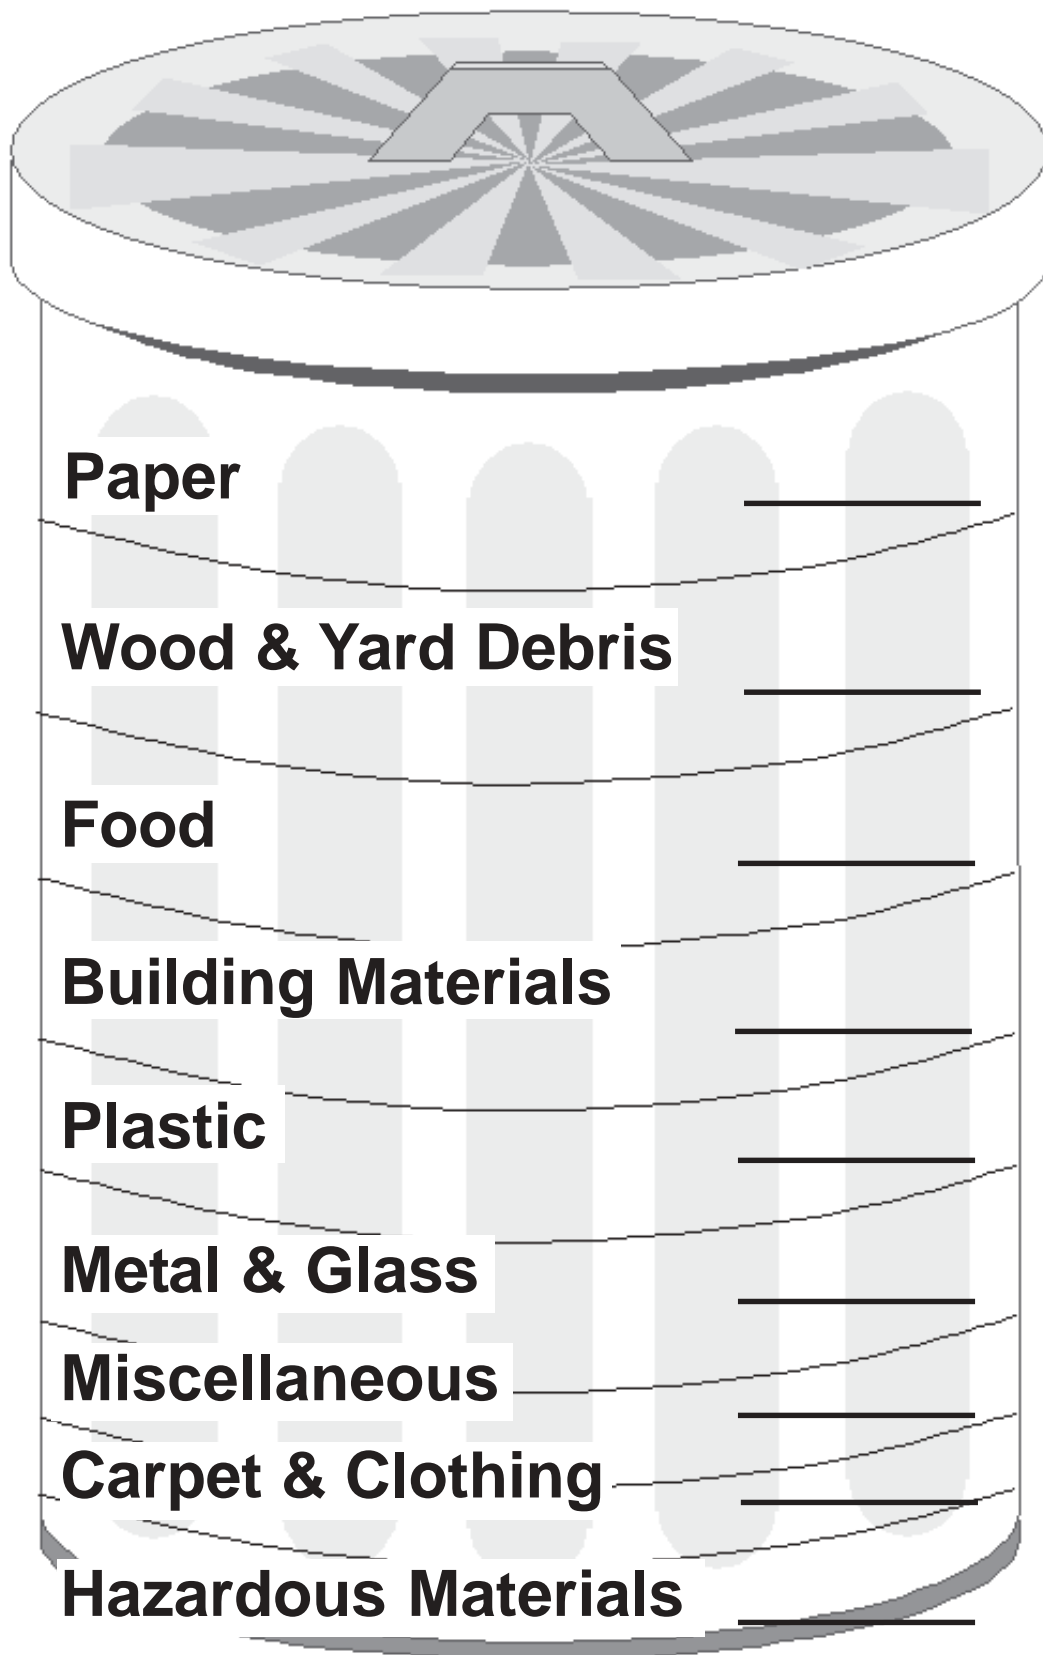 Paper
Wood & Yard Debris
Food
Building Materials
Plastic
Metal & Glass
Miscellaneous
Carpet & Clothing
Hazardous Materials